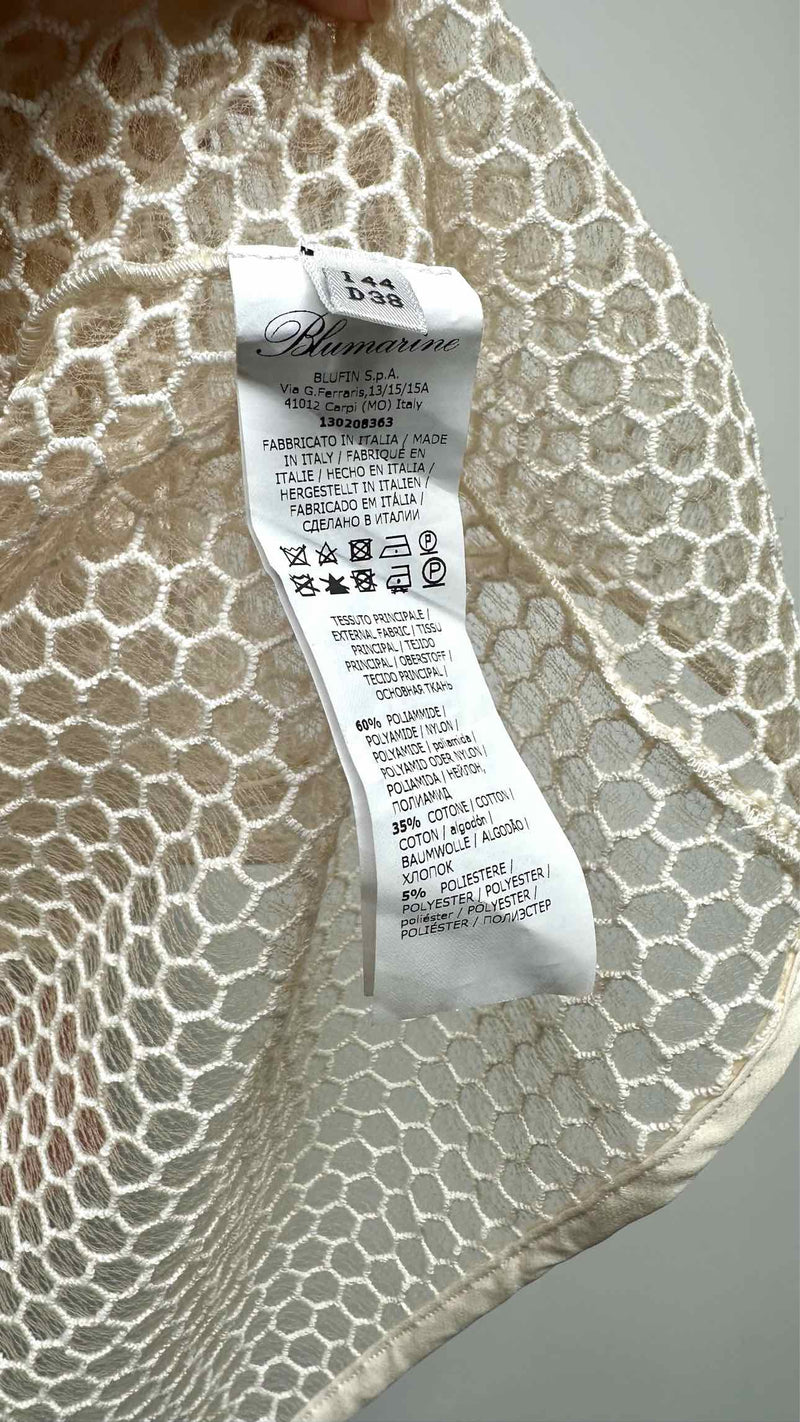 I 44
D 38
Blumarine
BLUFIN S.p.A.
Via G.Ferraris,13/15/15A
41012 Carpi (MO) Italy
130208363
FABBRICATO IN ITALIA / MADE
IN ITALY / FABRIQUÉ EN
ITALIE / HECHO EN ITALIA /
HERGESTELLT IN ITALIEN /
FABRICADO EM ITÁLIA /
СДЕЛАНО В ИТАЛИИ
P
P
TESSUTO PRINCIPALE /
EXTERNAL FABRIC / TISSU
PRINCIPAL / TEJIDO
PRINCIPAL / OBERSTOFF /
TECIDO PRINCIPAL /
ОСНОВНАЯ ТКАНЬ
60% POLIAMMIDE /
POLYAMIDE / NYLON /
POLYAMIDE / poliamida /
POLYAMID ODER NYLON /
POLIAMIDA / НЕЙЛОН,
ПОЛИАМИД
35% COTONE / COTTON /
COTON / algodón /
BAUMWOLLE / ALGODÃO /
ХЛОПОК
5% POLIESTERE /
POLYESTER / POLYESTER /
poliéster / POLYESTER /
POLIÉSTER / ПОЛИЭСТЕР